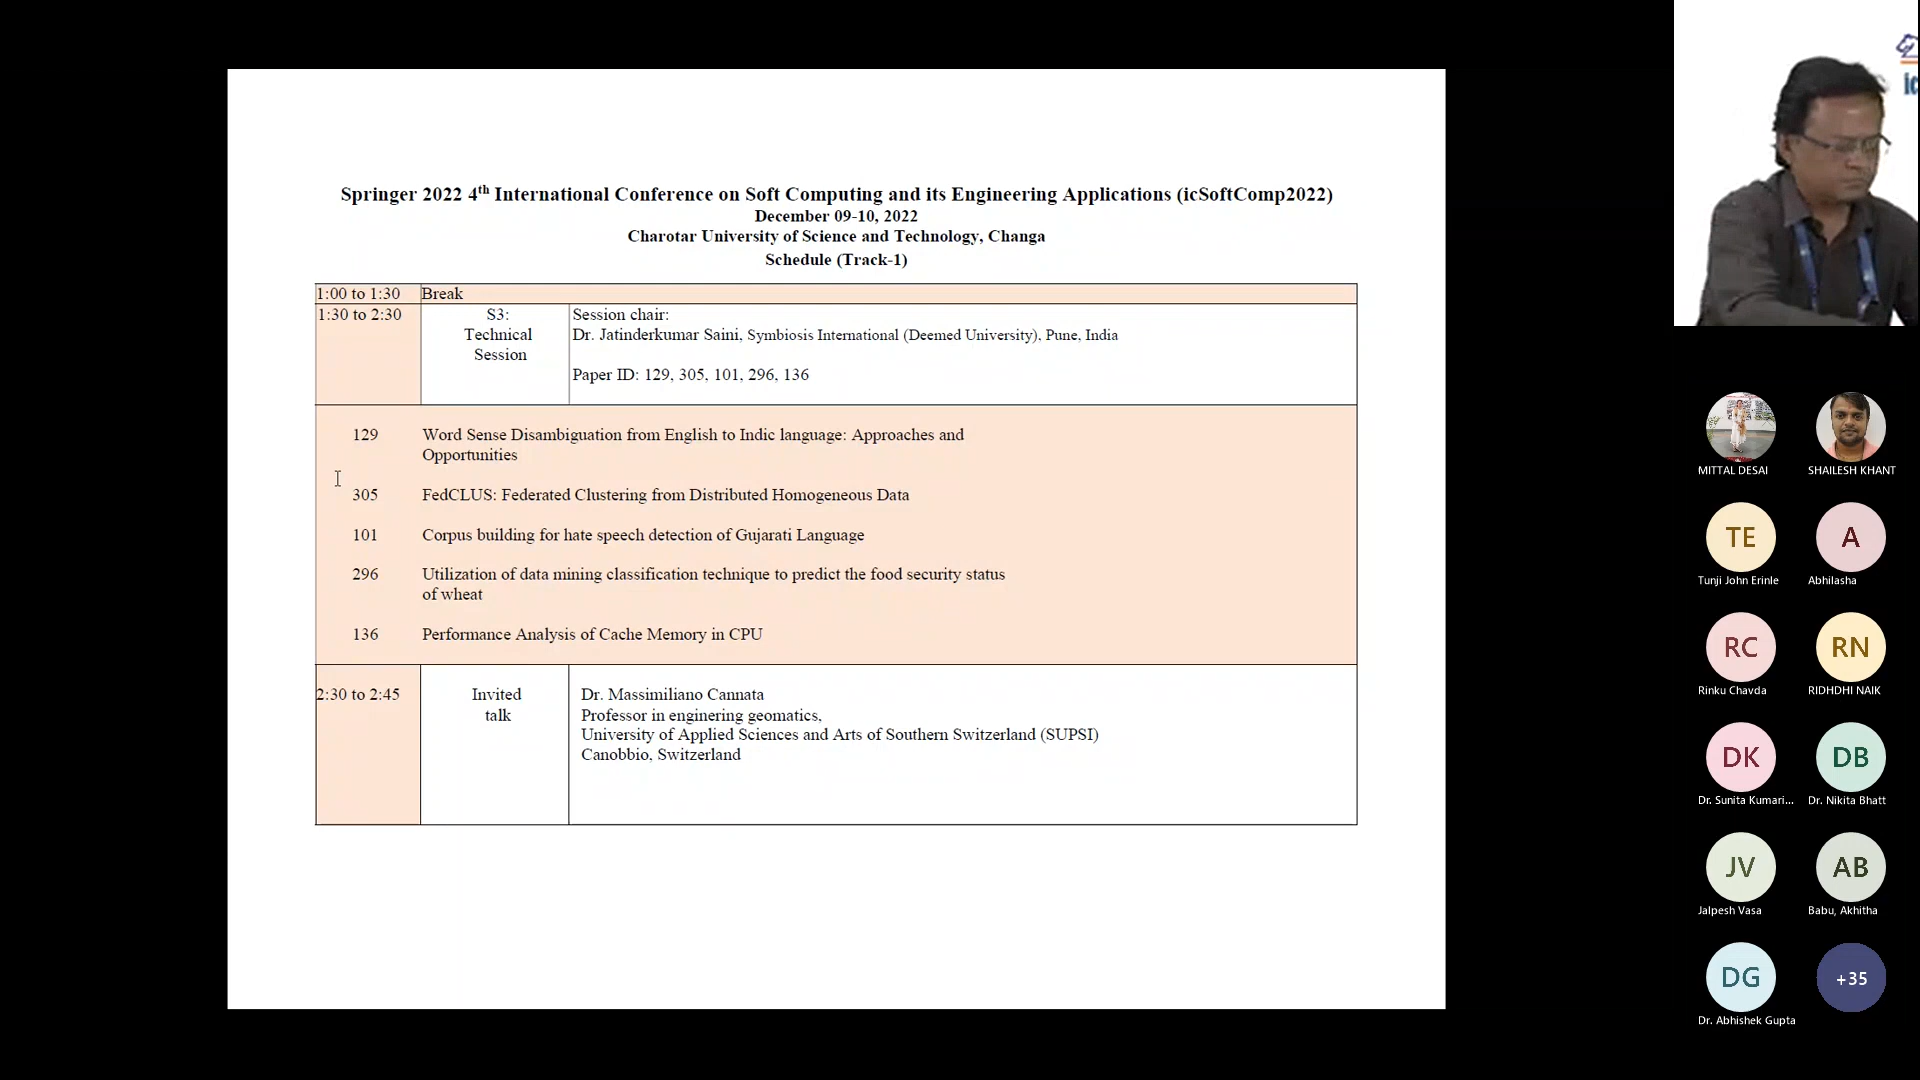 Springer 2022 4th International Conference on Soft Computing and its Engineering Applications (icSoftComp2022)
December 09-10, 2022
Charotar University of Science and Technology, Changa
Schedule (Track-1)
1:00 to 1:30 Break
1:30 to 2:30 S3: Technical Session
Session chair:
Dr. Jatinderkumar Saini, Symbiosis International (Deemed University), Pune, India
Paper ID: 129, 305, 101, 296, 136
129 Word Sense Disambiguation from English to Indic language: Approaches and
Opportunities
305 FedCLUS: Federated Clustering from Distributed Homogeneous Data
101 Corpus building for hate speech detection of Gujarati Language
296 Utilization of data mining classification technique to predict the food security status
of wheat
136 Performance Analysis of Cache Memory in CPU
2:30 to 2:45 Invited talk
Dr. Massimiliano Cannata
Professor in enginering geomatics,
University of Applied Sciences and Arts of Southern Switzerland (SUPSI)
Canobbio, Switzerland
ic
MITTAL DESAI
SHAILESH KHANT
TE
Tunji John Erinle
A
Abhilasha
RC
Rinku Chavda
RN
RIDHDHI NAIK
DK
Dr. Sunita Kumari...
DB
Dr. Nikita Bhatt
JV
Jalpesh Vasa
AB
Babu, Akhitha
DG
Dr. Abhishek Gupta
+35